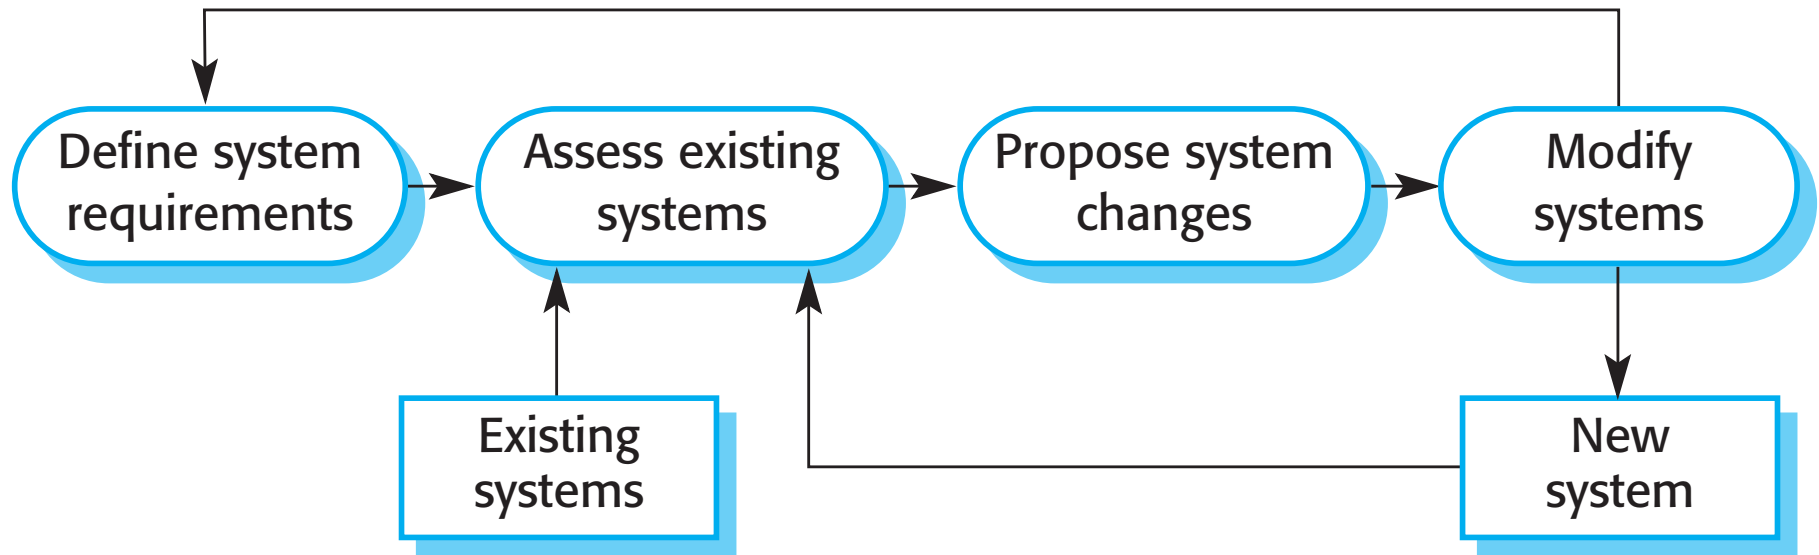 Define system
requirements
Assess existing
systems
Propose system
changes
Modify
systems
Existing
systems
New
system